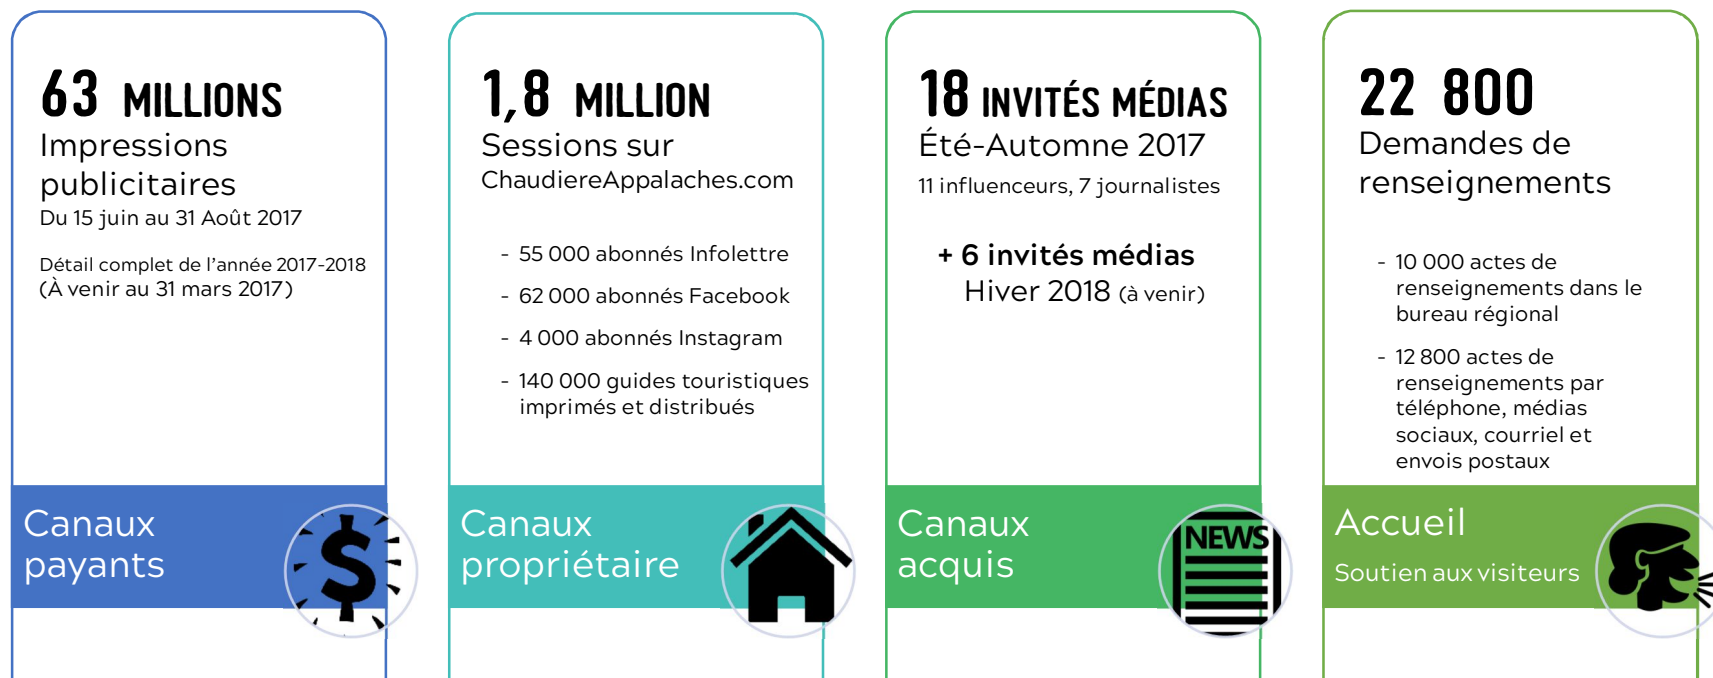 63 MILLIONS
Impressions
publicitaires
Du 15 juin au 31 Août 2017
Détail complet de l'année 2017-2018
(À venir au 31 mars 2017)
Canaux
payants
1,8 MILLION
Sessions sur
ChaudiereAppalaches.com
- 55 000 abonnés Infolettre
- 62 000 abonnés Facebook
- 4 000 abonnés Instagram
- 140 000 guides touristiques
imprimés et distribués
Canaux
propriétaire
18 INVITÉS MÉDIAS
Été-Automne 2017
11 influenceurs, 7 journalistes
+ 6 invités médias
Hiver 2018 (à venir)
Canaux
acquis
NEWS
22 800
Demandes de
renseignements
- 10 000 actes de
renseignements dans le
bureau régional
- 12 800 actes de
renseignements par
téléphone, médias
sociaux, courriel et
envois postaux
Accueil
Soutien aux visiteurs